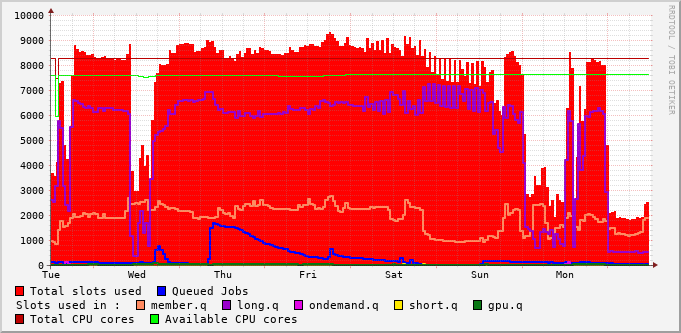 10000
9000
8000
7000
6000
5000
4000
3000
2000
1000
0
Tue Wed Thu Fri Sat Sun Mon
RRDTOOL / TOBI OETIKER
Total slots used Queued Jobs
Slots used in : member.q long.q ondemand.q short.q gpu.q
Total CPU cores Available CPU cores